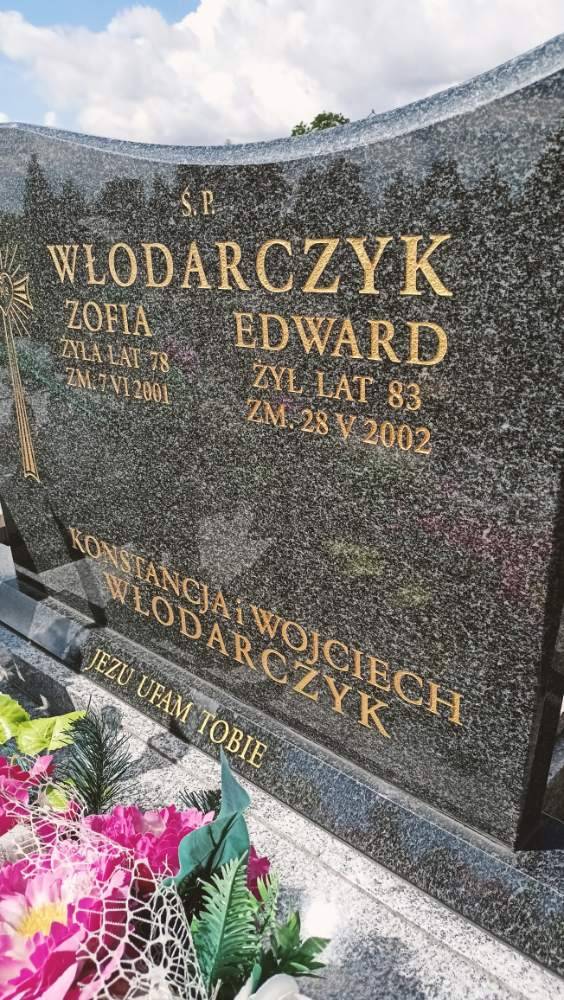 Ś. P.
WŁODARCZYK
ZOFIA
ŻYŁA LAT 78
ZM. 7 VI 2001
EDWARD
ŻYŁ LAT 83
ZM. 28 V 2002
KONSTANCJA i WOJCIECH
WŁODARCZYK
JEZU UFAM TOBIE